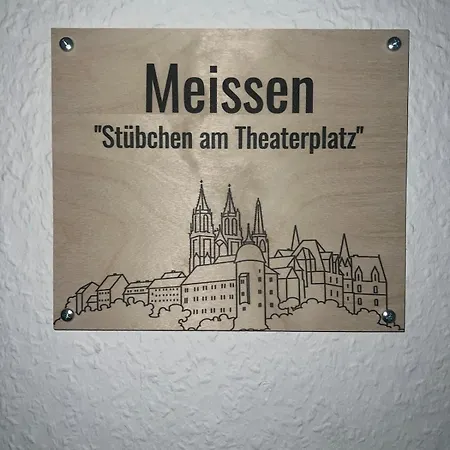 Meissen
"Stübchen am Theaterplatz"